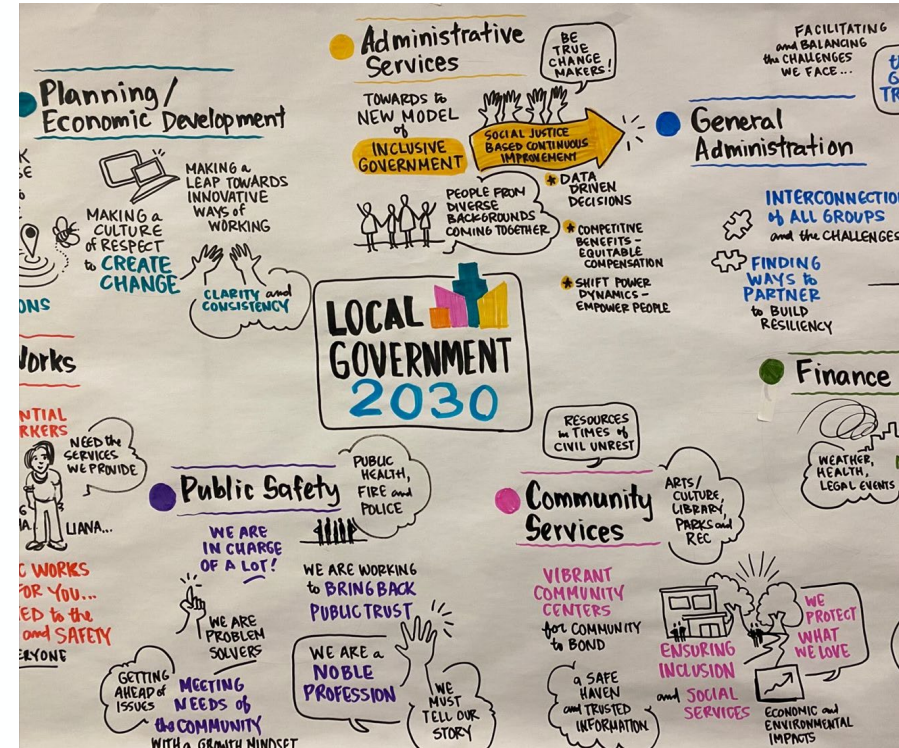 Planning/
Economic Development
MAKING a
LEAP TOWARDS
INNOVATIVE
WAYS of
WORKING
MAKING a
CULTURE
of RESPECT
to CREATE
CHANGE
CLARITY and
CONSISTENCY
Administrative
Services
BE
TRUE
CHANGE
MAKERS!
TOWARDS to
NEW MODEL
of
INCLUSIVE
GOVERNMENT
SOCIAL JUSTICE
BASED CONTINUOUS
IMPROVEMENT
PEOPLE FROM
DIVERSE
BACKGROUNDS
COMING TOGETHER
* DATA
DRIVEN
DECISIONS
* COMPETITIVE
BENEFITS -
EQUITABLE
COMPENSATION
* SHIFT POWER
DYNAMICS -
EMPOWER PEOPLE
FACILITATING
and BALANCING
the CHALLENGES
WE FACE...
General
Administration
INTERCONNECTIO
of ALL GROUPS
and the CHALLENGES
FINDING
WAYS to
PARTNER
to BUILD
RESILIENCY
LOCAL
GOVERNMENT
2030
Works
NTIAL
RKERS
NEED the
SERVICES
WE PROVIDE
LIANA...
C WORKS
FOR YOU...
ED to the
and SAFETY
ERYONE
Public Safety
PUBLIC
HEALTH,
FIRE and
POLICE
WE ARE
IN CHARGE
OF A LOT!
WE ARE
PROBLEM
SOLVERS
GETTING
AHEAD of
ISSUES
MEETING
NEEDS of
the COMMUNITY
WITH a GROWTH MINDSET
WE ARE WORKING
to BRING BACK
PUBLIC TRUST
WE ARE a
NOBLE
PROFESSION
WE
MUST
TELL OUR
STORY
RESOURCES
in TIMES of
CIVIL UNREST
Community
Services
ARTS/
CULTURE,
LIBRARY,
PARKS and
REC
VIBRANT
COMMUNITY
CENTERS
for COMMUNITY
to BOND
a SAFE
HAVEN
and TRUSTED
INFORMATION
ENSURING
INCLUSION
and SOCIAL
SERVICES
WE
PROTECT
WHAT
WE LOVE
ECONOMIC and
ENVIRONMENTAL
IMPACTS
Finance
WEATHER,
HEALTH,
LEGAL EVENTS